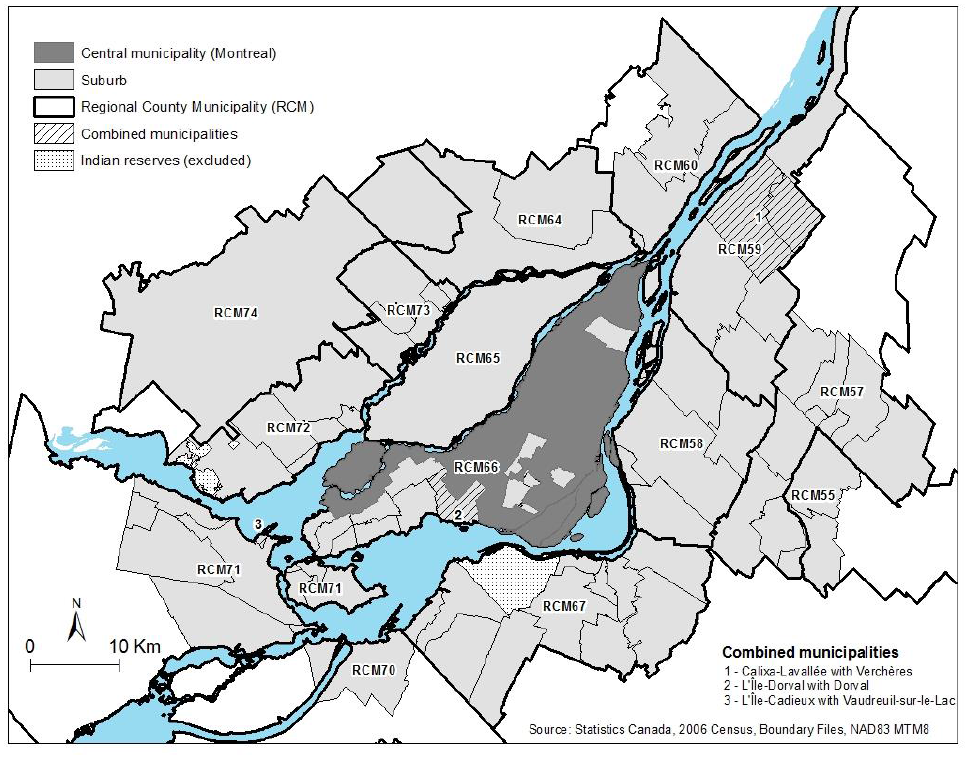 Central municipality (Montreal)
Suburb
Regional County Municipality (RCM)
Combined municipalities
Indian reserves (excluded)
RCM60
RCM64
1
RCM59
RCM74
RCM73
RCM65
RCM57
RCM72
RCM58
RCM66
RCM55
2
3
RCM71
RCM71
RCM67
N
0 10 Km
RCM70
Combined municipalities
1 - Calixa-Lavallée with Verchères
2 - L'Île-Dorval with Dorval
3 - L'Île-Cadieux with Vaudreuil-sur-le-Lac
Source: Statistics Canada, 2006 Census, Boundary Files, NAD83 MTM8